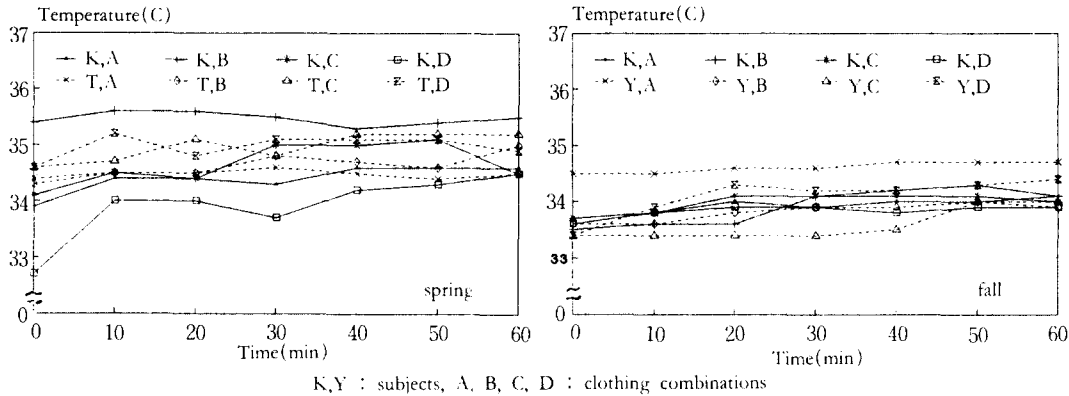 Temperature(C)
37
36
35
34
33
0
K,A K,B K,C K,D
T,A T,B T,C T,D
spring
0 10 20 30 40 50 60
Time(min)
Temperature(C)
37
36
35
34
33
0
K,A K,B K,C K,D
Y,A Y,B Y,C Y,D
fall
0 10 20 30 40 50 60
Time(min)
K,Y : subjects, A, B, C, D : clothing combinations